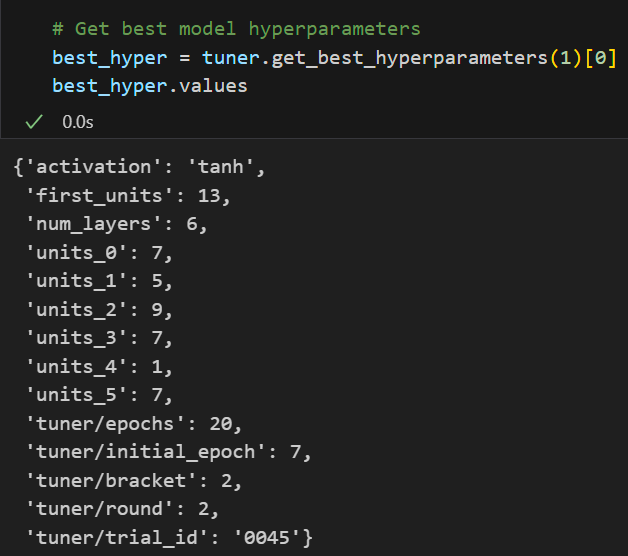 # Get best model hyperparameters
best_hyper = tuner.get_best_hyperparameters(1)[0]
best_hyper.values
0.0s
{'activation': 'tanh',
'first_units': 13,
'num_layers': 6,
'units_0': 7,
'units_1': 5,
'units_2': 9,
'units_3': 7,
'units_4': 1,
'units_5': 7,
'tuner/epochs': 20,
'tuner/initial_epoch': 7,
'tuner/bracket': 2,
'tuner/round': 2,
'tuner/trial_id': '0045'}